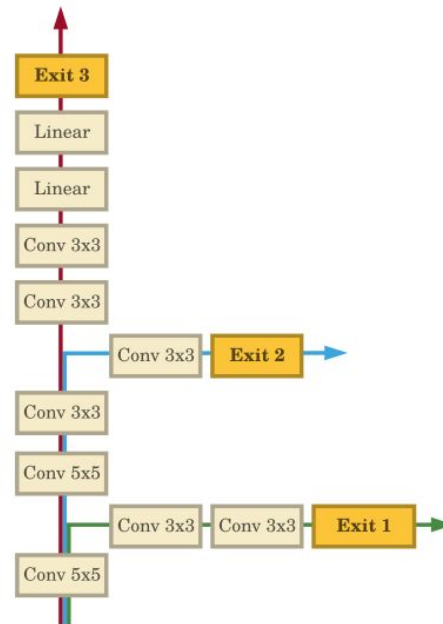 Exit 3
Linear
Linear
Conv 3x3
Conv 3x3
Conv 3x3 Exit 2
Conv 3x3
Conv 5x5
Conv 3x3 Conv 3x3 Exit 1
Conv 5x5